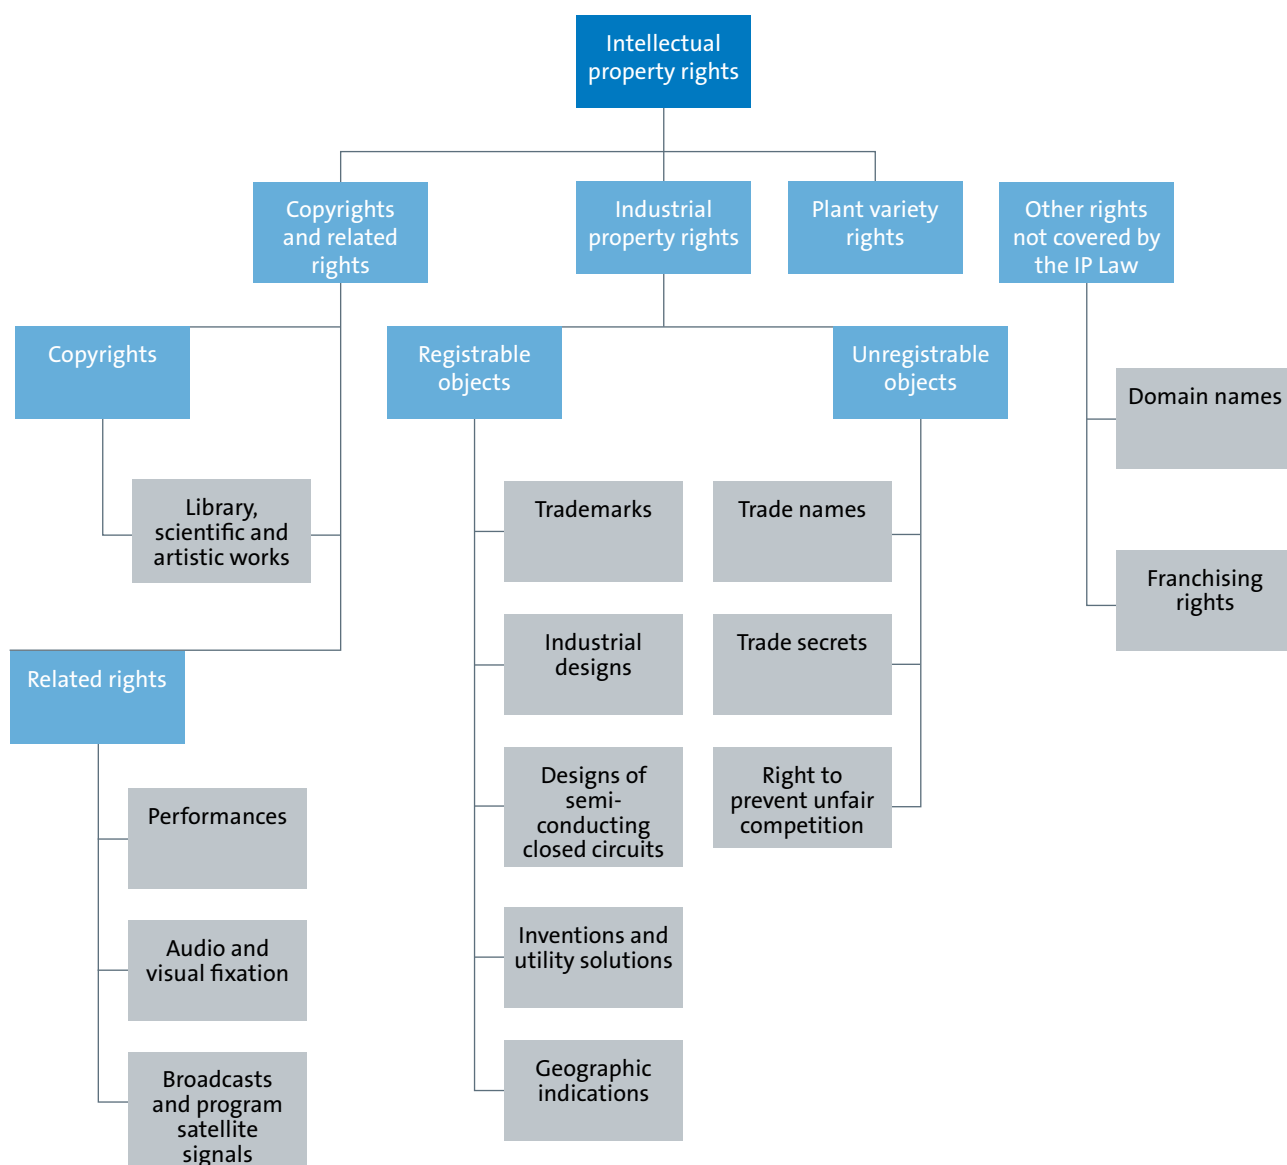 Intellectual
property rights
Copyrights
and related
rights
Industrial
property rights
Plant variety
rights
Other rights
not covered by
the IP Law
Copyrights
Registrable
objects
Unregistrable
objects
Domain names
Library,
scientific and
artistic works
Trademarks
Trade names
Franchising
rights
Industrial
designs
Trade secrets
Related rights
Designs of
semi-
conducting
closed circuits
Right to
prevent unfair
competition
Performances
Inventions and
utility solutions
Audio and
visual fixation
Geographic
indications
Broadcasts
and program
satellite
signals